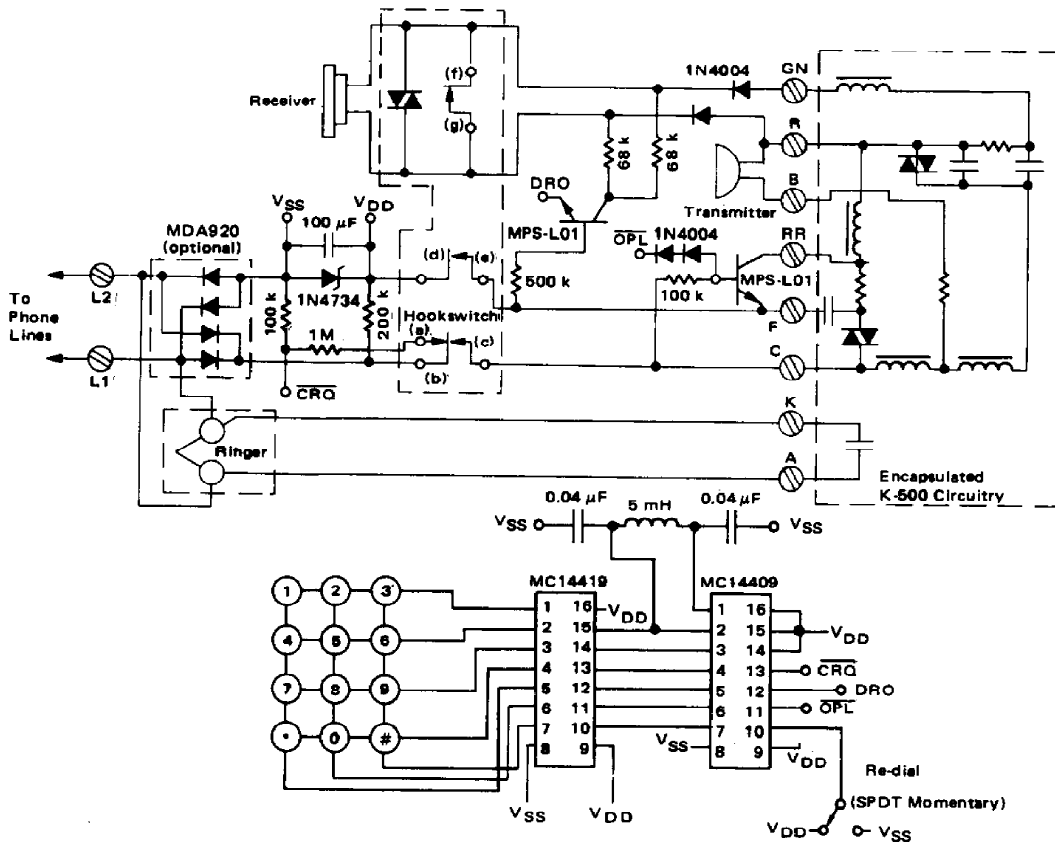 GN
1N4004
(f)
Receiver
(g)
R
68 k
68 k
B
DRO
Transmitter
VSS
VDD
MDA920
(optional)
100 µF
MPS-L01
OPL
1N4004
RR
(d)
(e)
MPS-L01
L2
500 k
100 k
To
Phone
Lines
1N4734
100 k
200 k
F
1M
Hookswitch
(a)
(c)
C
L1
(b)
CRQ
K
Ringer
A
Encapsulated
K-500 Circuitry
0.04 µF
5 mH
0.04 µF
VSS
VSS
MC14419
MC14409
1 2 3
4 5 6
7 8 9
* 0 #
1 16 VDD
2 15
3 14
4 13
5 12
6 11
7 10
8 9
VSS
VDD
1 16
2 15 VDD
3 14
4 13 CRQ
5 12 DRO
6 11 OPL
7 10
VSS 8 9 VDD
Re-dial
(SPDT Momentary)
VDD
VSS